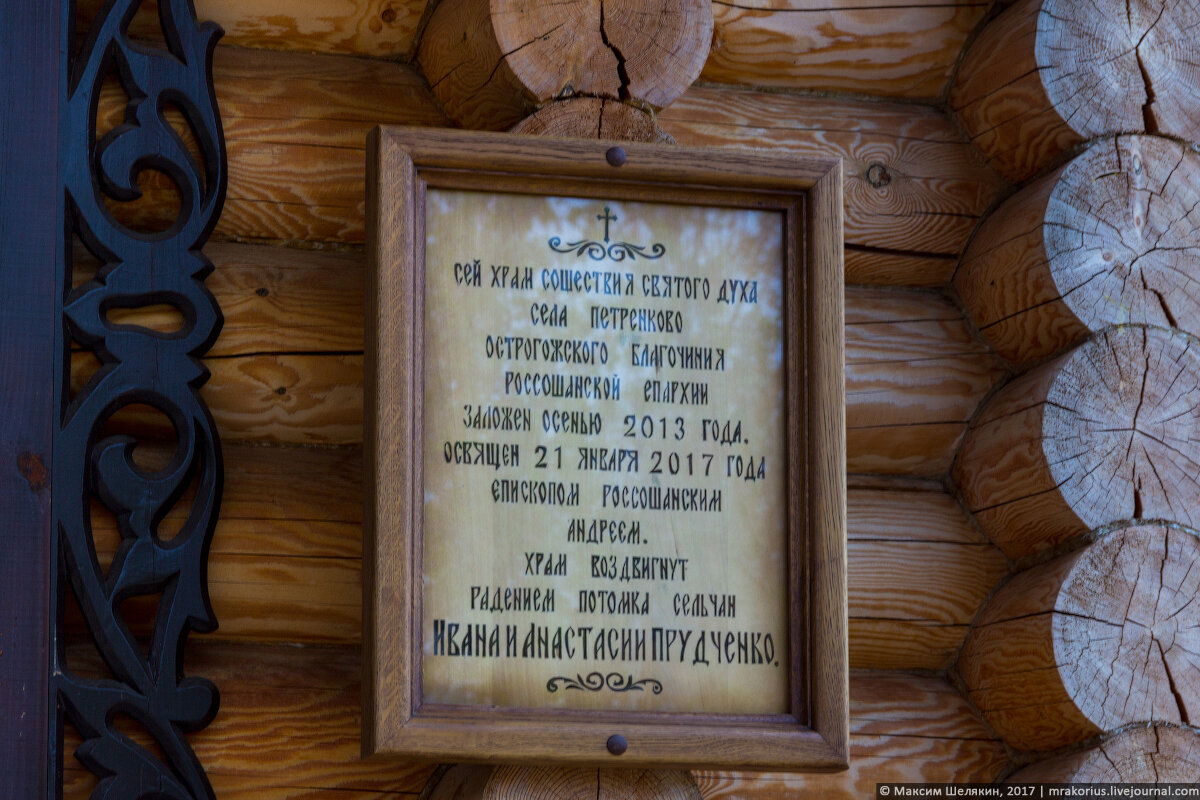 СЕЙ ХРАМ СОШЕСТВИЯ СВЯТОГО ДУХА
СЕЛА ПЕТРЕНКОВО
ОСТРОГОЖСКОГО БЛАГОЧИНИЯ
РОССОШАНСКОЙ ЕПАРХИИ
ЗАЛОЖЕН ОСЕНЬЮ 2013 ГОДА.
ОСВЯЩЕН 21 ЯНВАРЯ 2017 ГОДА
ЕПИСКОПОМ РОССОШАНСКИМ
АНДРЕЕМ.
ХРАМ ВОЗДВИГНУТ
РАДЕНИЕМ ПОТОМКА СЕЛЬЧАН
ИВАНА И АНАСТАСИИ ПРУДЧЕНКО.
© Максим Шелякин, 2017 | mrakorius.livejournal.com